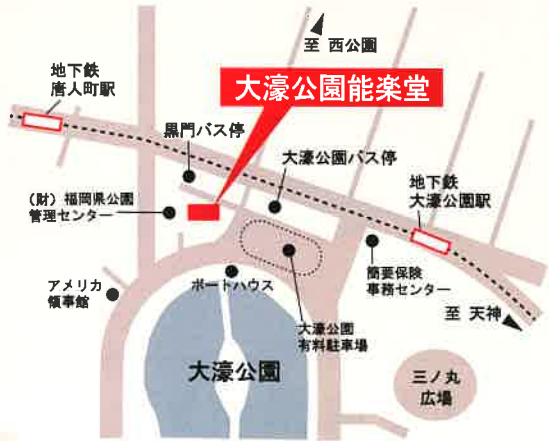 至 西公園
地下鉄
唐人町駅
大濠公園能楽堂
黒門バス停
大濠公園バス停
地下鉄
大濠公園駅
（財）福岡県公園
管理センター
簡要保険
事務センター
アメリカ
領事館
ボートハウス
至 天神
大濠公園
有料駐車場
大濠公園
三ノ丸
広場